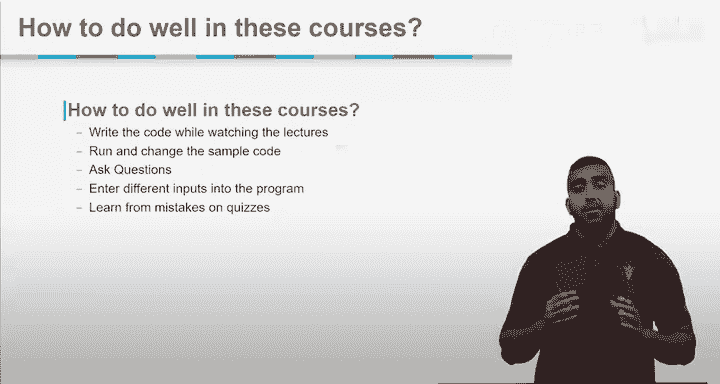 How to do well in these courses?
How to do well in these courses?
– Write the code while watching the lectures
– Run and change the sample code
– Ask Questions
– Enter different inputs into the program
– Learn from mistakes on quizzes